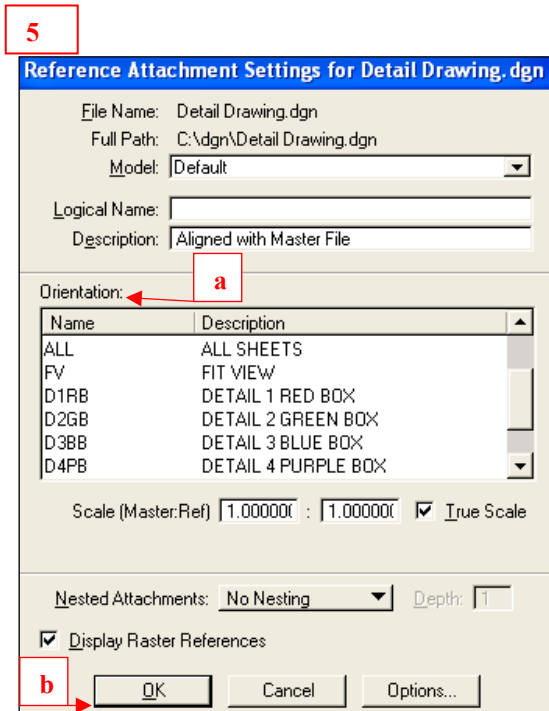 5
Reference Attachment Settings for Detail Drawing.dgn
File Name: Detail Drawing.dgn
Full Path: C:\dgn\Detail Drawing.dgn
Model: Default
Logical Name:
Description: Aligned with Master File
a
Orientation:
Name Description
ALL ALL SHEETS
FV FIT VIEW
D1RB DETAIL 1 RED BOX
D2GB DETAIL 2 GREEN BOX
D3BB DETAIL 3 BLUE BOX
D4PB DETAIL 4 PURPLE BOX
Scale (Master:Ref) 1.00000( : 1.00000( True Scale
Nested Attachments: No Nesting Depth: 1
Display Raster References
b OK Cancel Options...